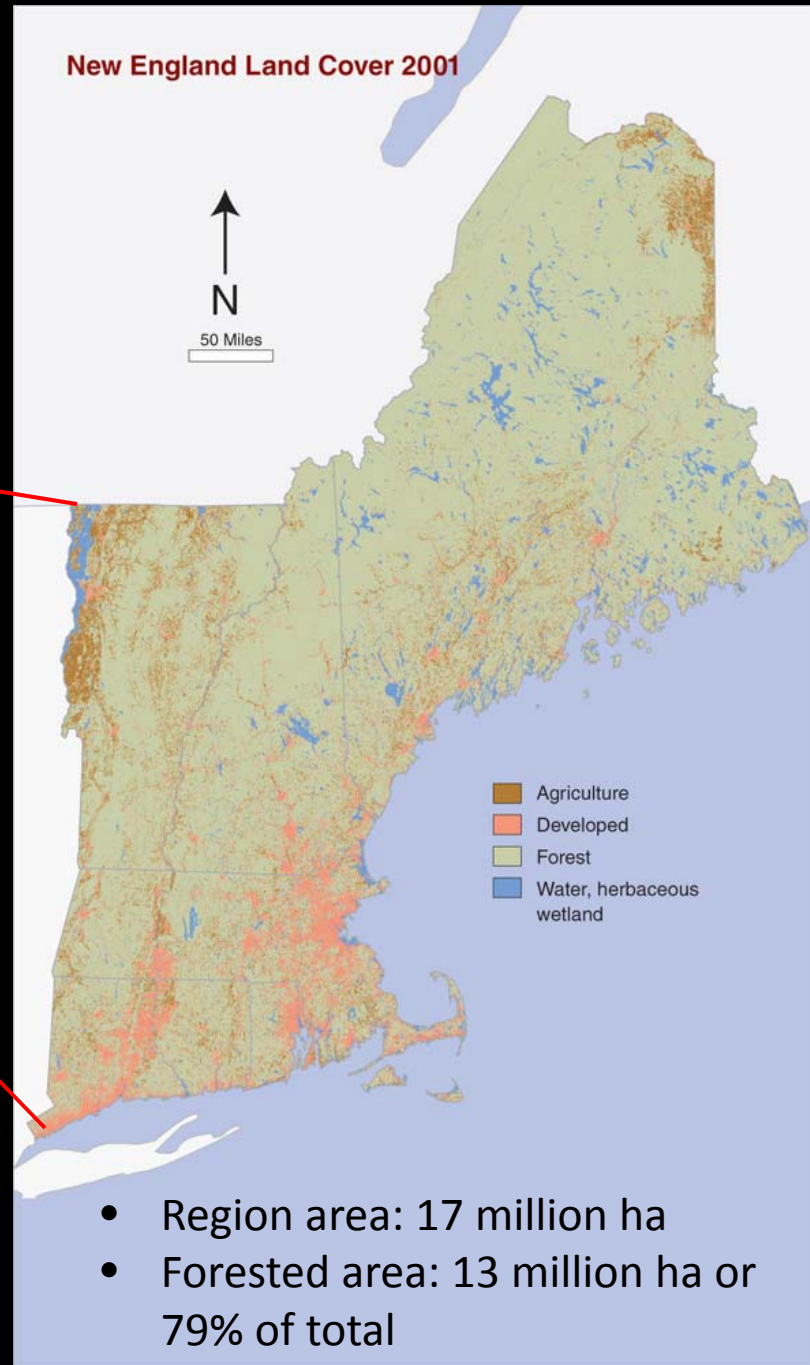 New England Land Cover 2001
N
50 Miles
Agriculture
Developed
Forest
Water, herbaceous
wetland
• Region area: 17 million ha
• Forested area: 13 million ha or
79% of total